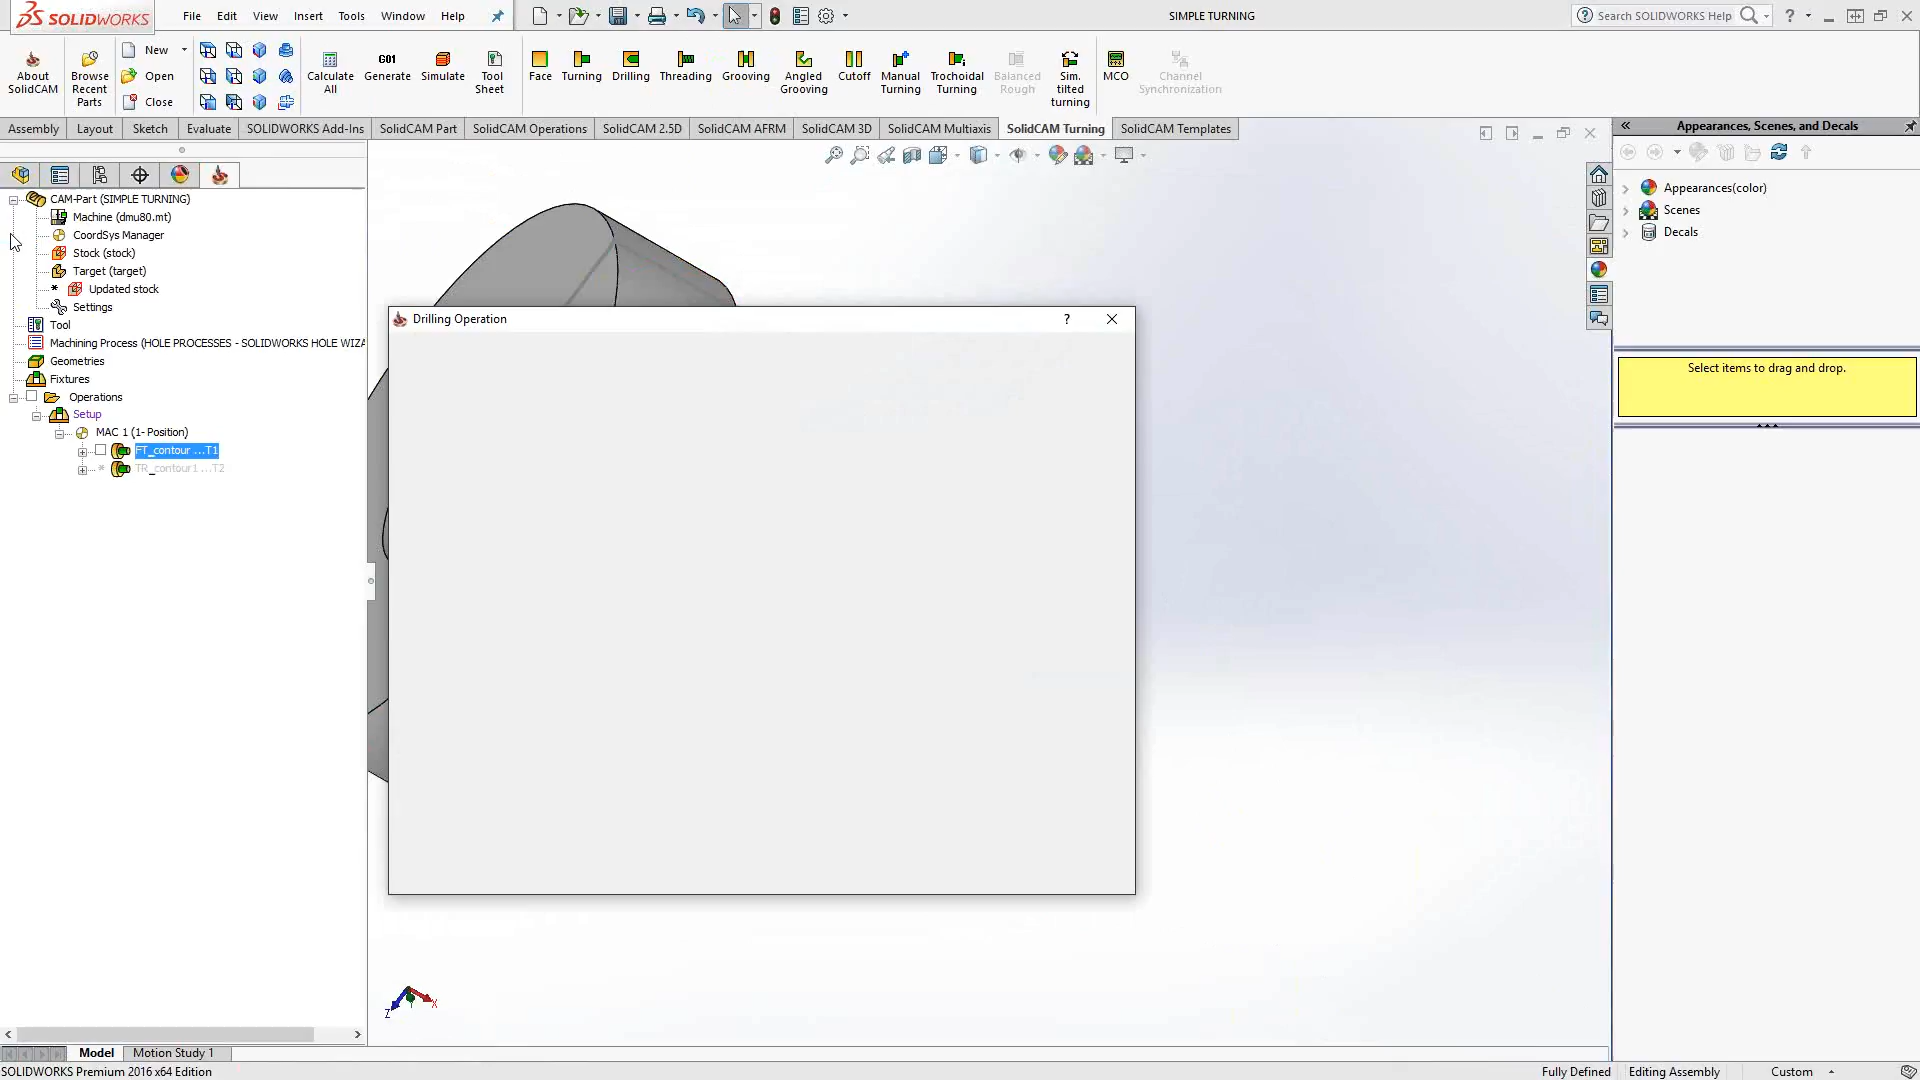 SOLIDWORKS
File Edit View Insert Tools Window Help
SIMPLE TURNING
Search SOLIDWORKS Help
About SolidCAM
Browse Recent Parts
New
Open
Close
Calculate All
G01
Generate
Simulate
Tool Sheet
Face
Turning
Drilling
Threading
Grooving
Angled Grooving
Cutoff
Manual Turning
Trochoidal Turning
Balanced Rough
Sim. tilted turning
MCO
Channel Synchronization
Assembly Layout Sketch Evaluate SOLIDWORKS Add-Ins SolidCAM Part SolidCAM Operations SolidCAM 2.5D SolidCAM AFRM SolidCAM 3D SolidCAM Multiaxis SolidCAM Turning SolidCAM Templates
CAM-Part (SIMPLE TURNING)
Machine (dmu80.mt)
CoordSys Manager
Stock (stock)
Target (target)
* Updated stock
Settings
Tool
Machining Process (HOLE PROCESSES - SOLIDWORKS HOLE WIZA
Geometries
Fixtures
Operations
Setup
MAC 1 (1- Position)
FT_contour ...T1
TR_contour1 ...T2
Drilling Operation
?
Z
X
Appearances, Scenes, and Decals
Appearances(color)
Scenes
Decals
Select items to drag and drop.
Model Motion Study 1
SOLIDWORKS Premium 2016 x64 Edition
Fully Defined Editing Assembly Custom